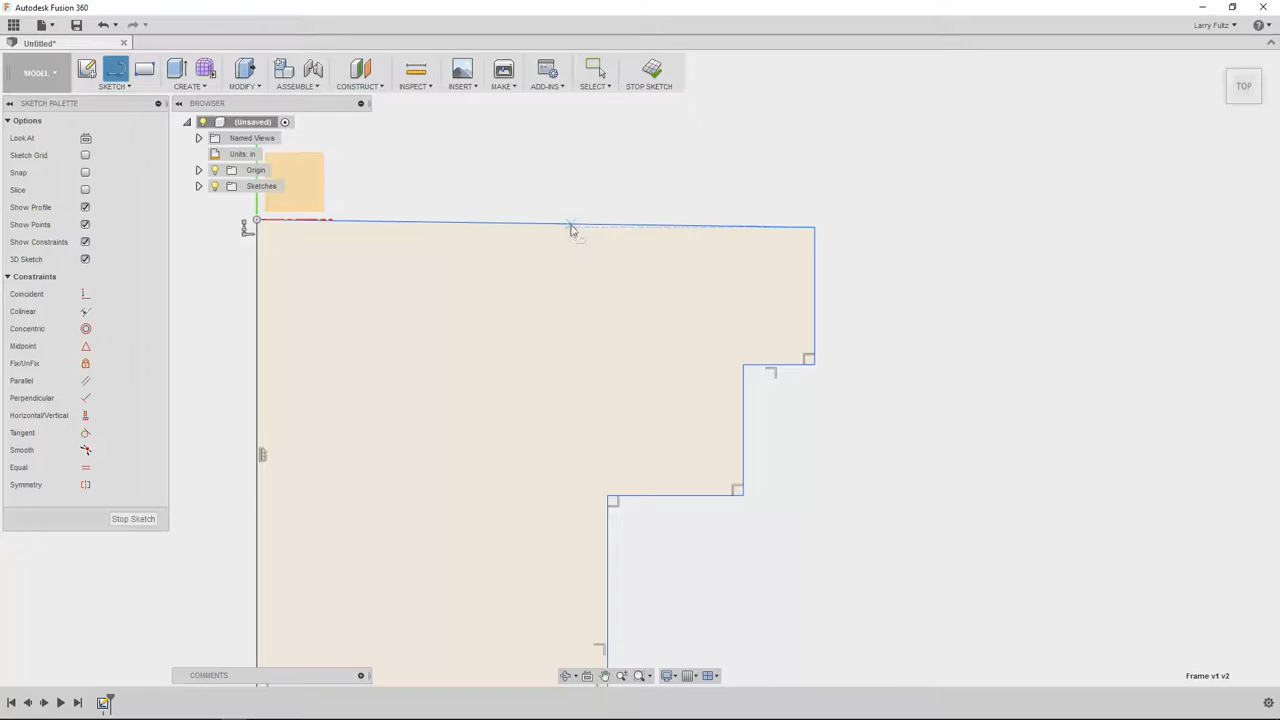 Autodesk Fusion 360
Larry Fultz
Untitled*
MODEL
SKETCH
CREATE
MODIFY
ASSEMBLE
CONSTRUCT
INSPECT
INSERT
MAKE
ADD-INS
SELECT
STOP SKETCH
TOP
SKETCH PALETTE
BROWSER
Options
(Unsaved)
Look At
Named Views
Sketch Grid
Units: in
Snap
Origin
Slice
Sketches
Show Profile
Show Points
Show Constraints
3D Sketch
Constraints
Coincident
Colinear
Concentric
Midpoint
Fix/UnFix
Parallel
Perpendicular
Horizontal/Vertical
Tangent
Smooth
Equal
Symmetry
Stop Sketch
COMMENTS
Frame v1 v2